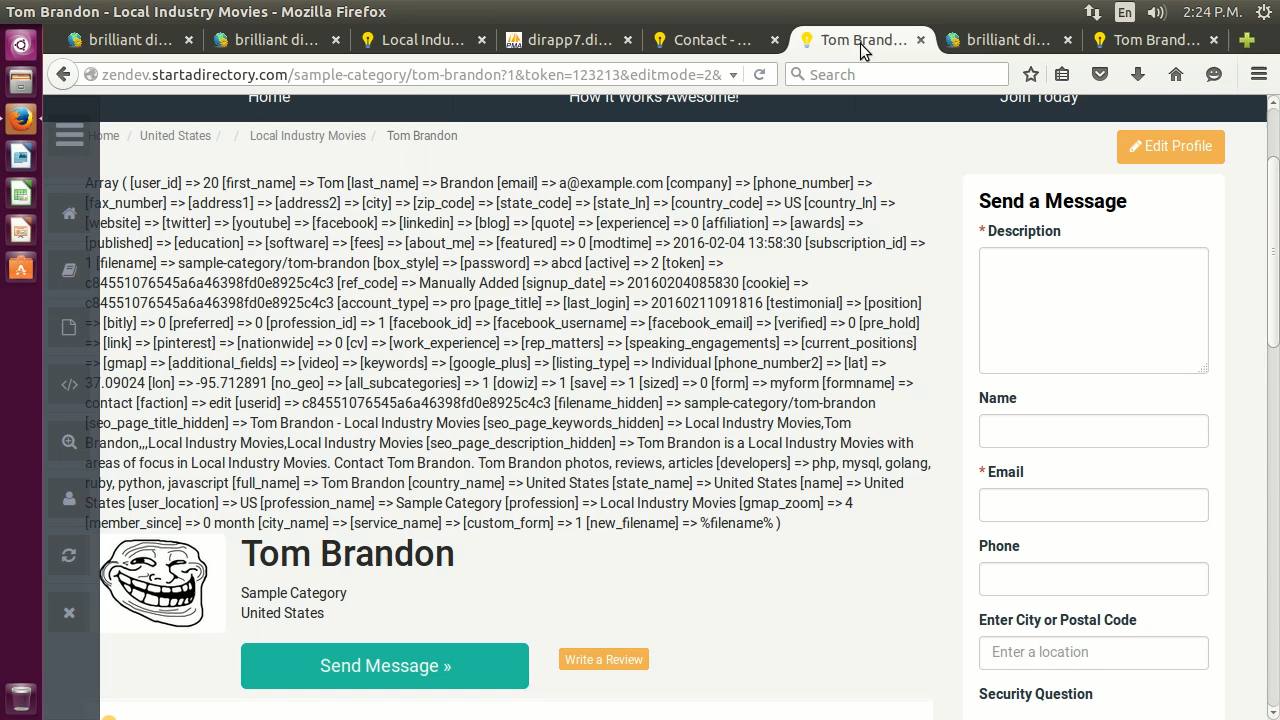 Tom Brandon - Local Industry Movies - Mozilla Firefox
En
2:24 P.M.
brilliant di...
brilliant di...
Local Indu...
dirapp7.di...
Contact - ...
Tom Brand...
brilliant di...
Tom Brand...
zendev.startadirectory.com/sample-category/tom-brandon?1&token=123213&editmode=2&
Search
Home
How It Works Awesome!
Join Today
Home / United States / / Local Industry Movies / Tom Brandon
Edit Profile
Array ( [user_id] => 20 [first_name] => Tom [last_name] => Brandon [email] => a@example.com [company] => [phone_number] =>
[fax_number] => [address1] => [address2] => [city] => [zip_code] => [state_code] => [state_ln] => [country_code] => US [country_ln] =>
[website] => [twitter] => [youtube] => [facebook] => [linkedin] => [blog] => [quote] => [experience] => 0 [affiliation] => [awards] =>
[published] => [education] => [software] => [fees] => [about_me] => [featured] => 0 [modtime] => 2016-02-04 13:58:30 [subscription_id] =>
1 [filename] => sample-category/tom-brandon [box_style] => [password] => abcd [active] => 2 [token] =>
c84551076545a6a46398fd0e8925c4c3 [ref_code] => Manually Added [signup_date] => 20160204085830 [cookie] =>
c84551076545a6a46398fd0e8925c4c3 [account_type] => pro [page_title] => [last_login] => 20160211091816 [testimonial] => [position]
=> [bitly] => 0 [preferred] => 0 [profession_id] => 1 [facebook_id] => [facebook_username] => [facebook_email] => [verified] => 0 [pre_hold]
=> [link] => [pinterest] => [nationwide] => 0 [cv] => [work_experience] => [rep_matters] => [speaking_engagements] => [current_positions]
=> [gmap] => [additional_fields] => [video] => [keywords] => [google_plus] => [listing_type] => Individual [phone_number2] => [lat] =>
37.09024 [lon] => -95.712891 [no_geo] => [all_subcategories] => 1 [dowiz] => 1 [save] => 1 [sized] => 0 [form] => myform [formname] =>
contact [faction] => edit [userid] => c84551076545a6a46398fd0e8925c4c3 [filename_hidden] => sample-category/tom-brandon
[seo_page_title_hidden] => Tom Brandon - Local Industry Movies [seo_page_keywords_hidden] => Local Industry Movies,Tom
Brandon,,,Local Industry Movies,Local Industry Movies [seo_page_description_hidden] => Tom Brandon is a Local Industry Movies with
areas of focus in Local Industry Movies. Contact Tom Brandon. Tom Brandon photos, reviews, articles [developers] => php, mysql, golang,
ruby, python, javascript [full_name] => Tom Brandon [country_name] => United States [state_name] => United States [name] => United
States [user_location] => US [profession_name] => Sample Category [profession] => Local Industry Movies [gmap_zoom] => 4
[member_since] => 0 month [city_name] => [service_name] => [custom_form] => 1 [new_filename] => %filename% )
Tom Brandon
Sample Category
United States
Send Message »
Write a Review
Send a Message
* Description
Name
* Email
Phone
Enter City or Postal Code
Enter a location
Security Question